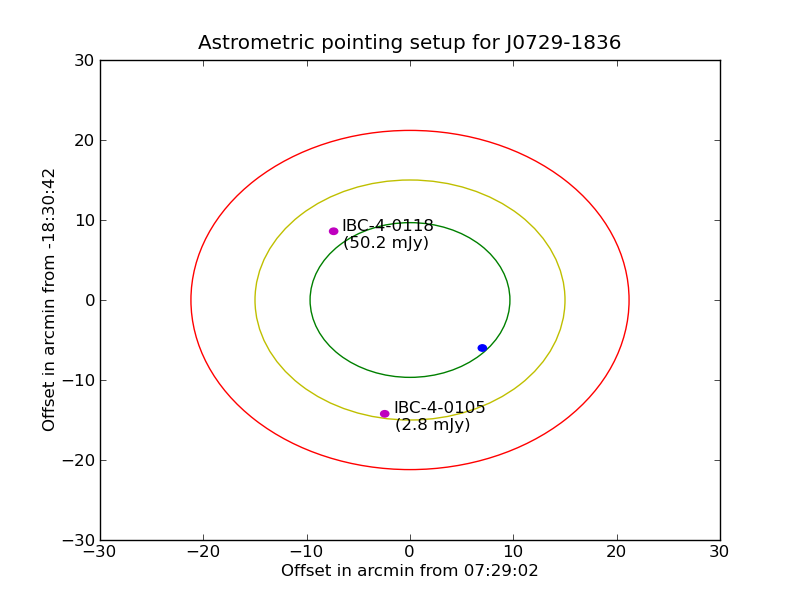 Astrometric pointing setup for J0729-1836
30
20
10
0
−10
−20
−30
Offset in arcmin from -18:30:42
IBC-4-0118
(50.2 mJy)
IBC-4-0105
(2.8 mJy)
−30 −20 −10 0 10 20 30
Offset in arcmin from 07:29:02